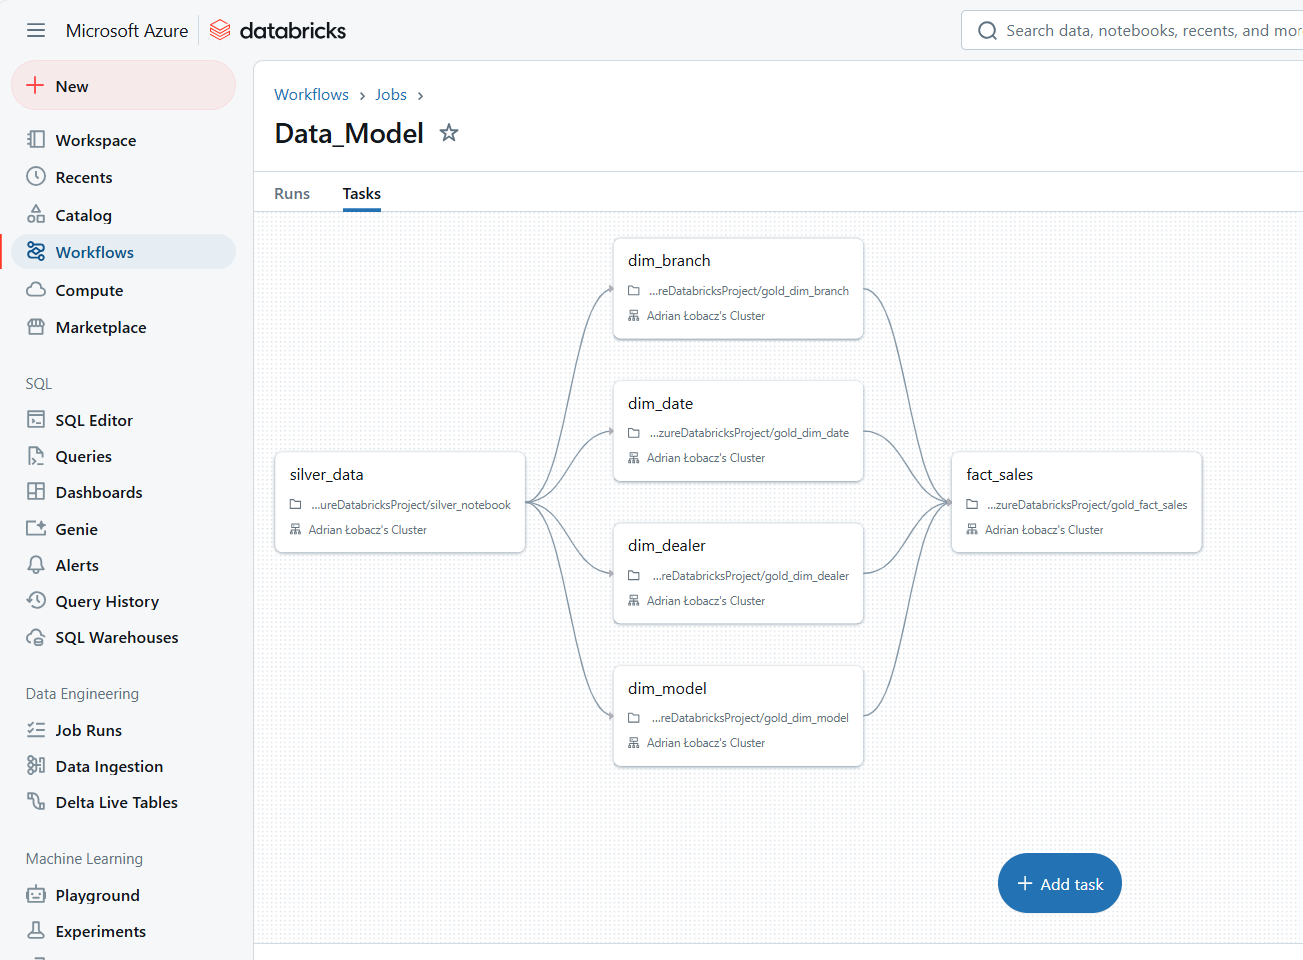 Microsoft Azure
databricks
Search data, notebooks, recents, and mor
New
Workspace
Recents
Catalog
Workflows
Compute
Marketplace
SQL
SQL Editor
Queries
Dashboards
Genie
Alerts
Query History
SQL Warehouses
Data Engineering
Job Runs
Data Ingestion
Delta Live Tables
Machine Learning
Playground
Experiments
Workflows > Jobs >
Data_Model
Runs
Tasks
silver_data
...ureDatabricksProject/silver_notebook
Adrian Łobacz's Cluster
dim_branch
...reDatabricksProject/gold_dim_branch
Adrian Łobacz's Cluster
dim_date
...zureDatabricksProject/gold_dim_date
Adrian Łobacz's Cluster
dim_dealer
...reDatabricksProject/gold_dim_dealer
Adrian Łobacz's Cluster
dim_model
...reDatabricksProject/gold_dim_model
Adrian Łobacz's Cluster
fact_sales
...zureDatabricksProject/gold_fact_sales
Adrian Łobacz's Cluster
+ Add task